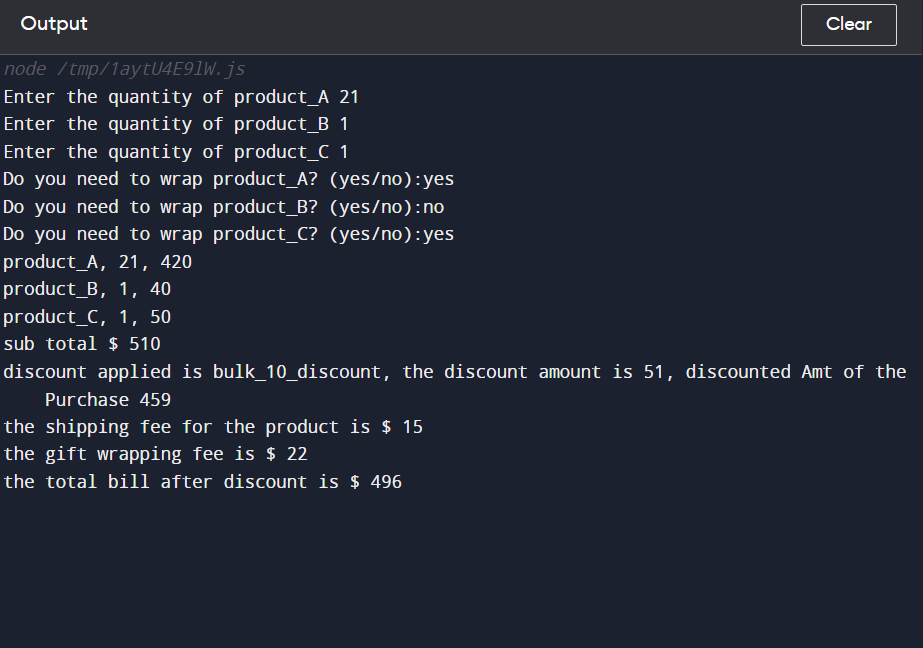 Output
Clear
node /tmp/1aytU4E9lW.js
Enter the quantity of product_A 21
Enter the quantity of product_B 1
Enter the quantity of product_C 1
Do you need to wrap product_A? (yes/no):yes
Do you need to wrap product_B? (yes/no):no
Do you need to wrap product_C? (yes/no):yes
product_A, 21, 420
product_B, 1, 40
product_C, 1, 50
sub total $ 510
discount applied is bulk_10_discount, the discount amount is 51, discounted Amt of the
Purchase 459
the shipping fee for the product is $ 15
the gift wrapping fee is $ 22
the total bill after discount is $ 496